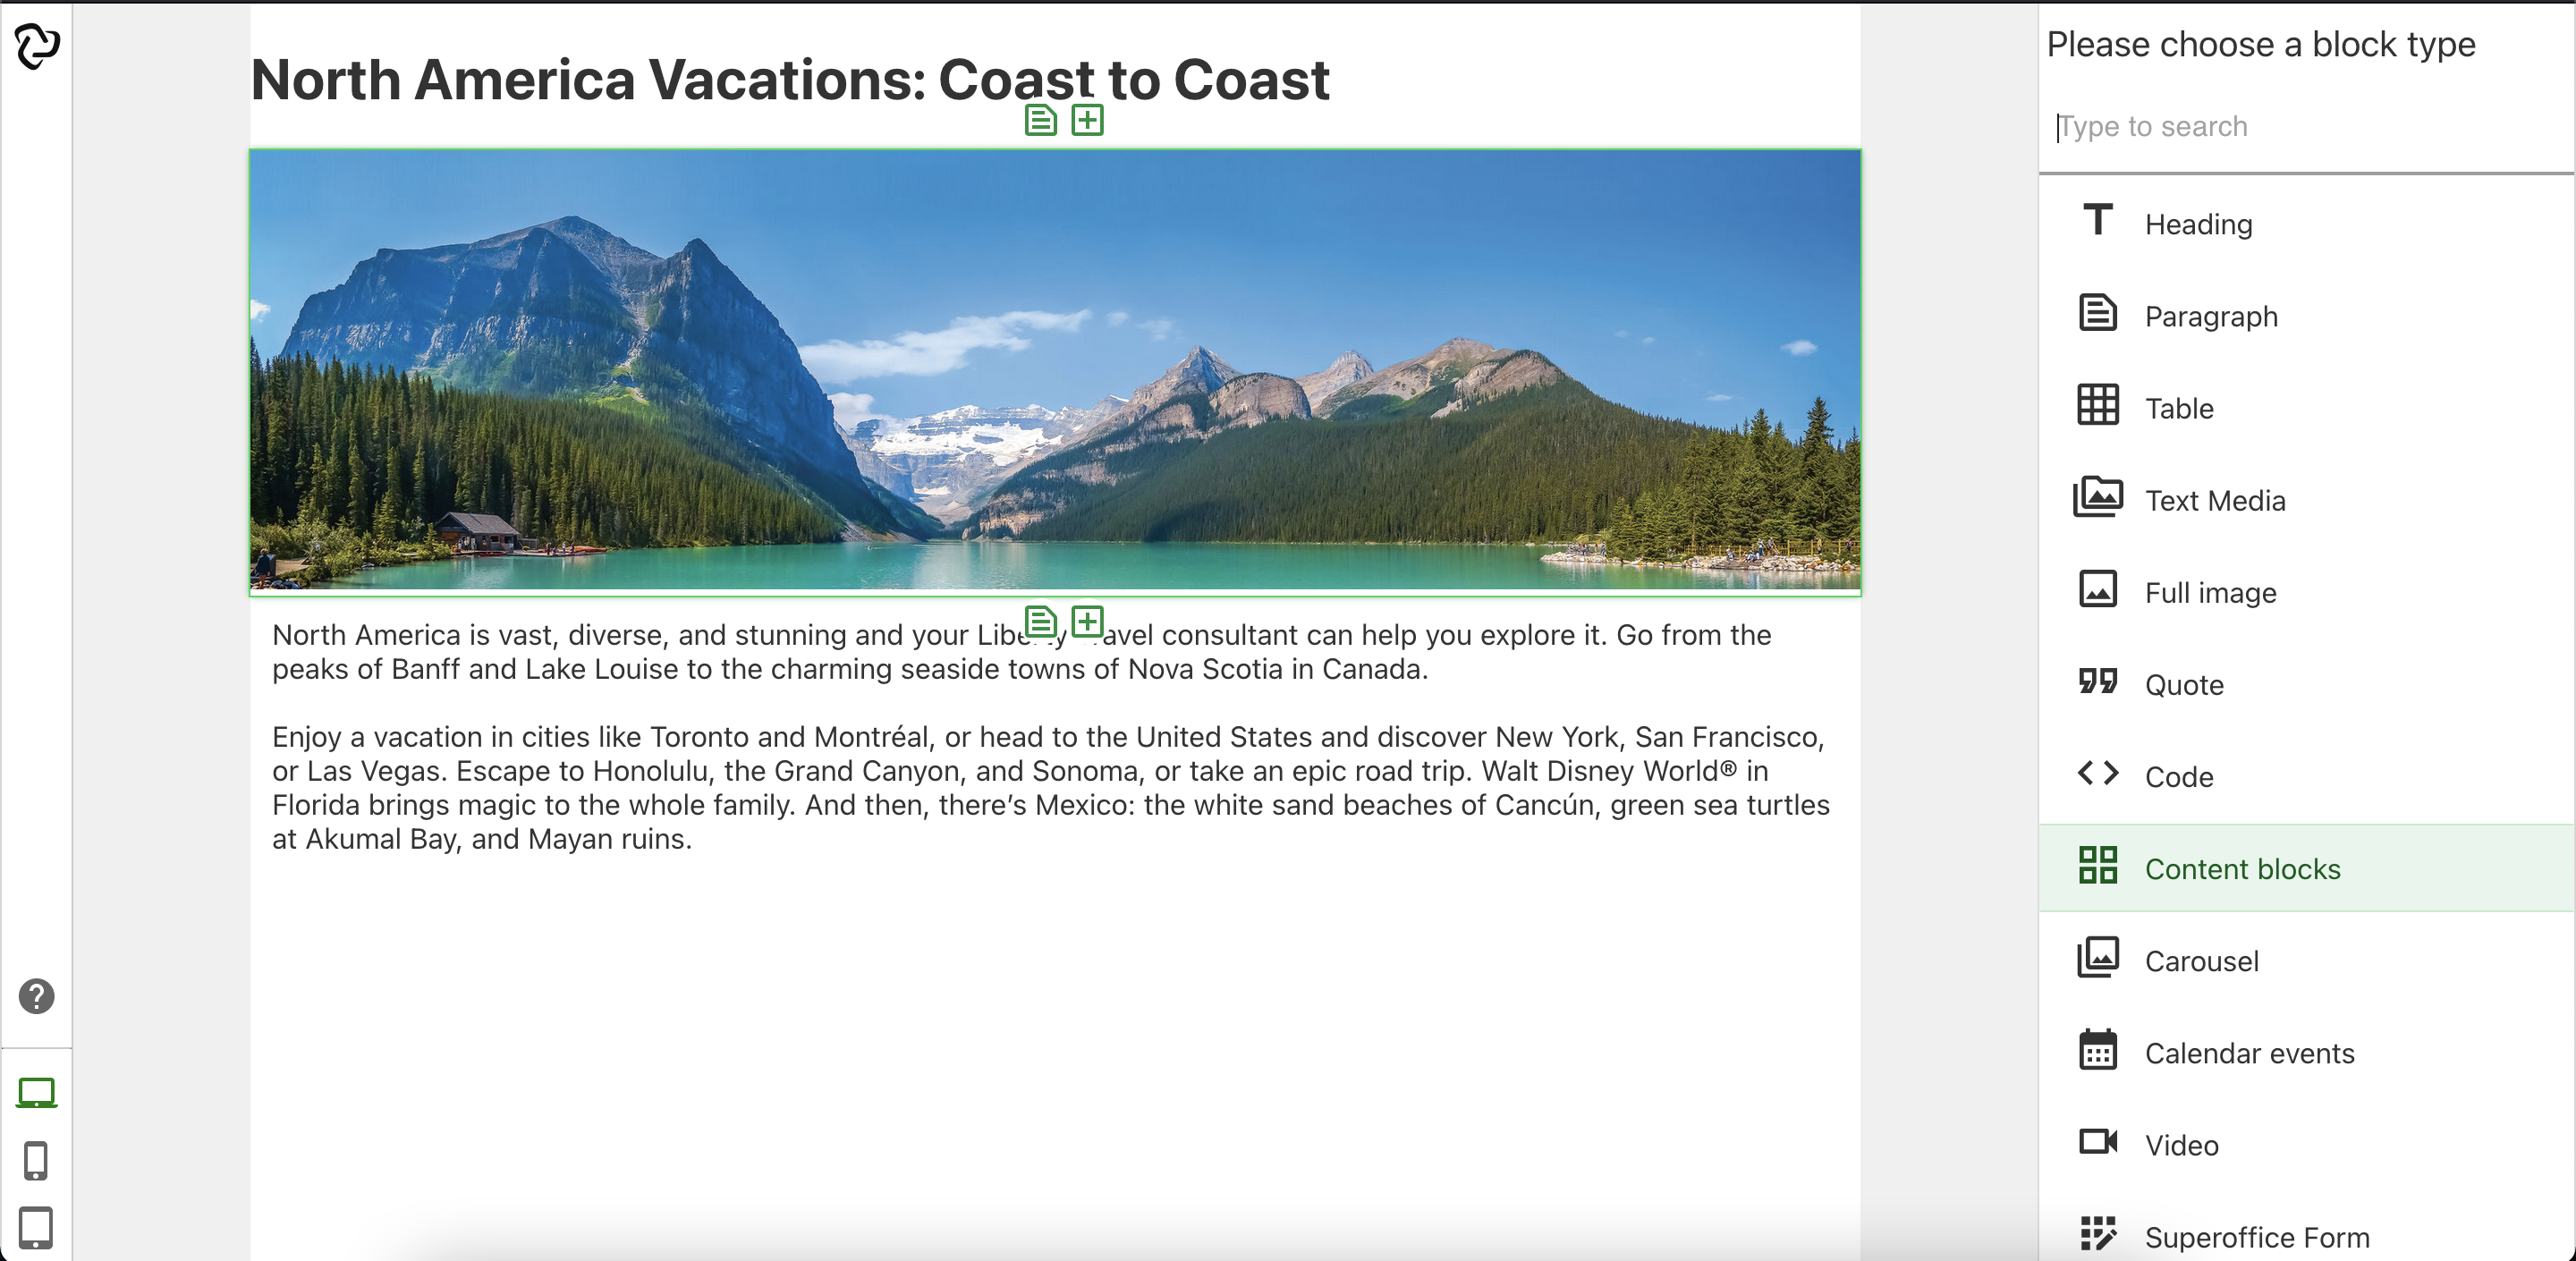 North America Vacations: Coast to Coast
North America is vast, diverse, and stunning and your avel consultant can help you explore it. Go from the
peaks of Banff and Lake Louise to the charming seaside towns of Nova Scotia in Canada.
Enjoy a vacation in cities like Toronto and Montréal, or head to the United States and discover New York, San Francisco,
or Las Vegas. Escape to Honolulu, the Grand Canyon, and Sonoma, or take an epic road trip. Walt Disney World® in
Florida brings magic to the whole family. And then, there’s Mexico: the white sand beaches of Cancún, green sea turtles
at Akumal Bay, and Mayan ruins.
Please choose a block type
Type to search
Heading
Paragraph
Table
Text Media
Full image
Quote
Code
Content blocks
Carousel
Calendar events
Video
Superoffice Form